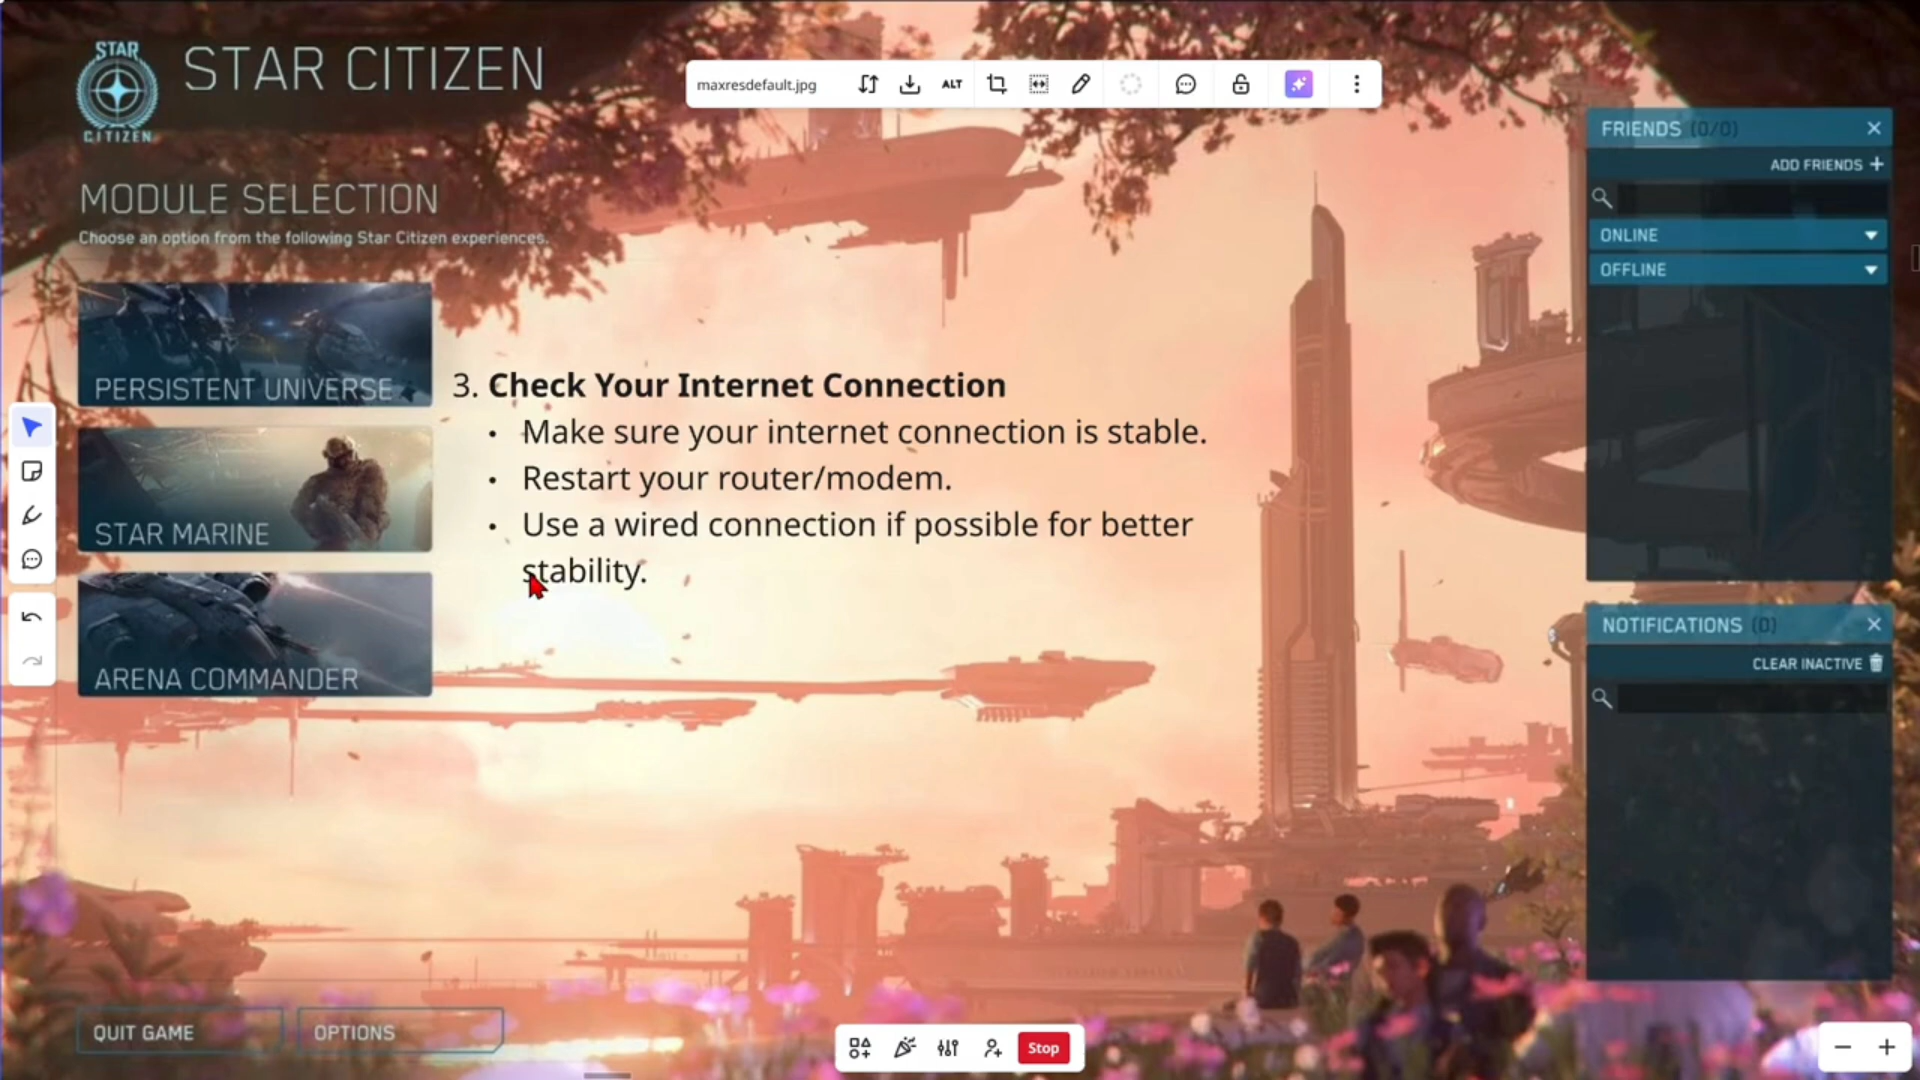 STAR
CITIZEN
STAR CITIZEN
maxresdefault.jpg
ALT
FRIENDS (0/0)
ADD FRIENDS
MODULE SELECTION
Choose an option from the following Star Citizen experiences.
ONLINE
OFFLINE
PERSISTENT UNIVERSE
3. Check Your Internet Connection
• Make sure your internet connection is stable.
• Restart your router/modem.
• Use a wired connection if possible for better
stability.
STAR MARINE
NOTIFICATIONS (0)
CLEAR INACTIVE
ARENA COMMANDER
QUIT GAME
OPTIONS
Stop